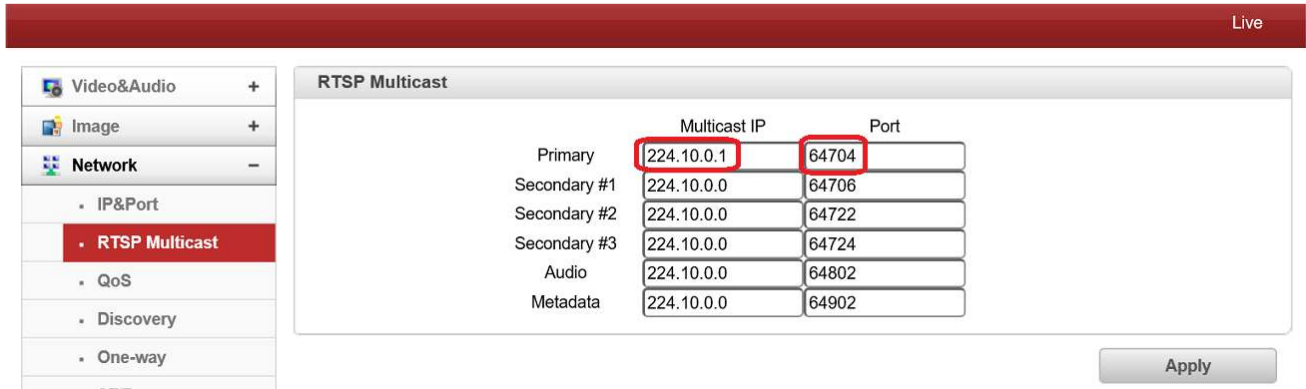 Live
Video&Audio +
Image +
Network −
IP&Port
RTSP Multicast
QoS
Discovery
One-way
RTSP Multicast
Multicast IP Port
Primary 224.10.0.1 64704
Secondary #1 224.10.0.0 64706
Secondary #2 224.10.0.0 64722
Secondary #3 224.10.0.0 64724
Audio 224.10.0.0 64802
Metadata 224.10.0.0 64902
Apply